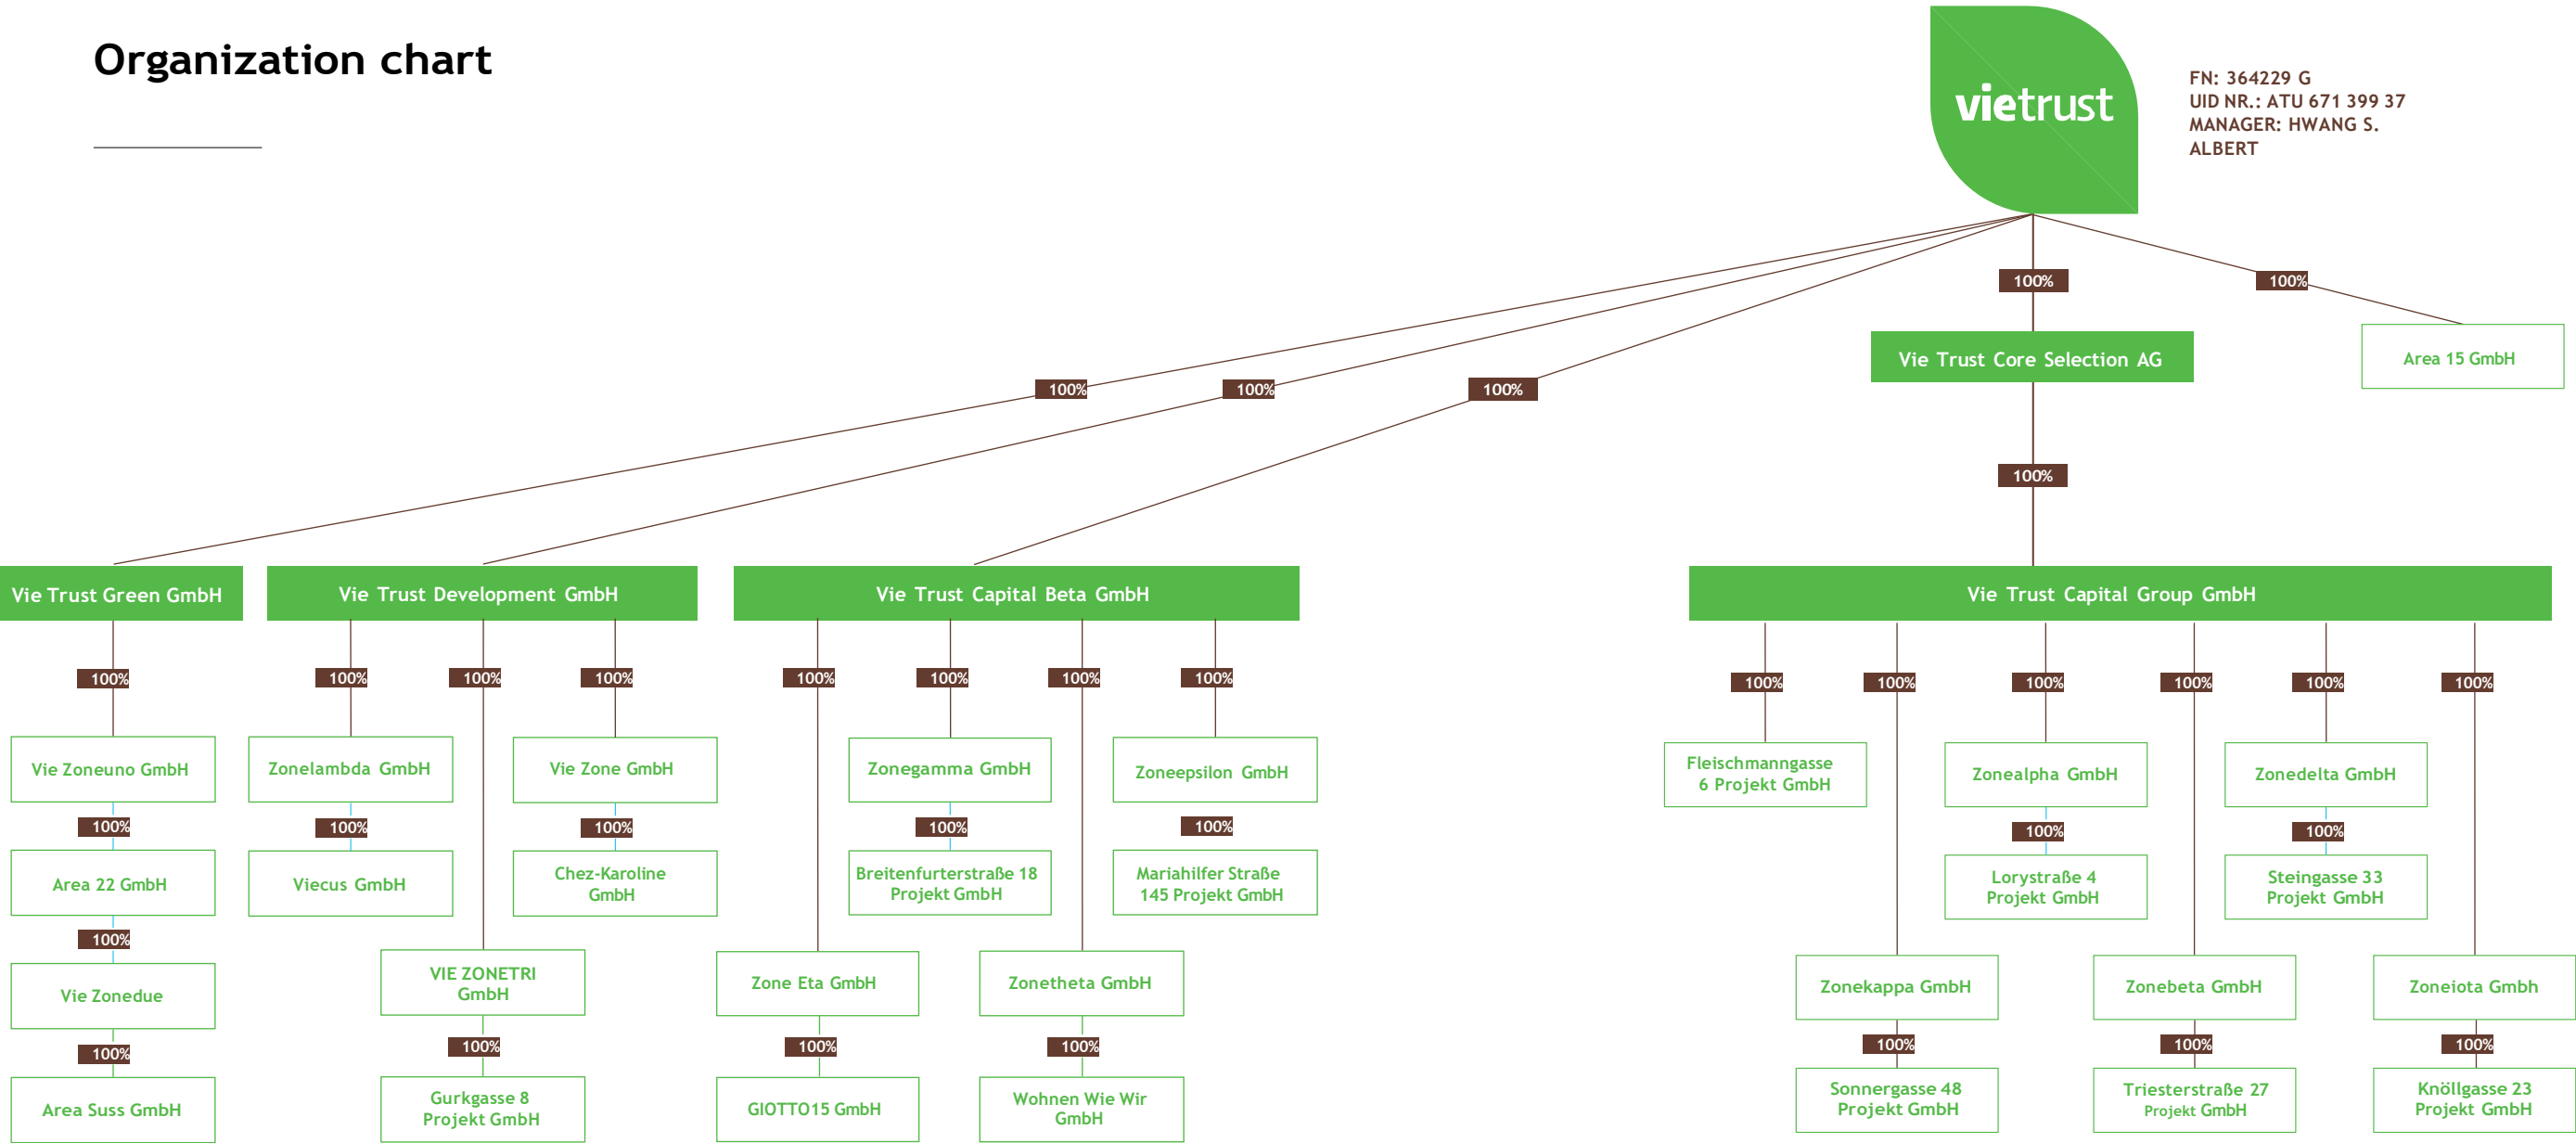 Organization chart
vietrust
FN: 364229 G
UID NR.: ATU 671 399 37
MANAGER: HWANG S.
ALBERT
100%
100%
Vie Trust Core Selection AG
Area 15 GmbH
100%
100%
100%
100%
Vie Trust Green GmbH
Vie Trust Development GmbH
Vie Trust Capital Beta GmbH
Vie Trust Capital Group GmbH
100%
100%
100%
100%
100%
100%
100%
100%
100%
100%
100%
100%
100%
100%
Vie Zoneuno GmbH
Zonelambda GmbH
Vie Zone GmbH
Zonegamma GmbH
Zoneepsilon GmbH
Fleischmanngasse
6 Projekt GmbH
Zonealpha GmbH
Zonedelta GmbH
100%
100%
100%
100%
100%
100%
100%
Area 22 GmbH
Viecus GmbH
Chez-Karoline
GmbH
Breitenfurterstraße 18
Projekt GmbH
Mariahilfer Straße
145 Projekt GmbH
Lorystraße 4
Projekt GmbH
Steingasse 33
Projekt GmbH
100%
Vie Zonedue
VIE ZONETRI
GmbH
Zone Eta GmbH
Zonetheta GmbH
Zonekappa GmbH
Zonebeta GmbH
Zoneiota Gmbh
100%
100%
100%
100%
100%
100%
100%
Area Suss GmbH
Gurkgasse 8
Projekt GmbH
GIOTTO15 GmbH
Wohnen Wie Wir
GmbH
Sonnergasse 48
Projekt GmbH
Triesterstraße 27
Projekt GmbH
Knöllgasse 23
Projekt GmbH